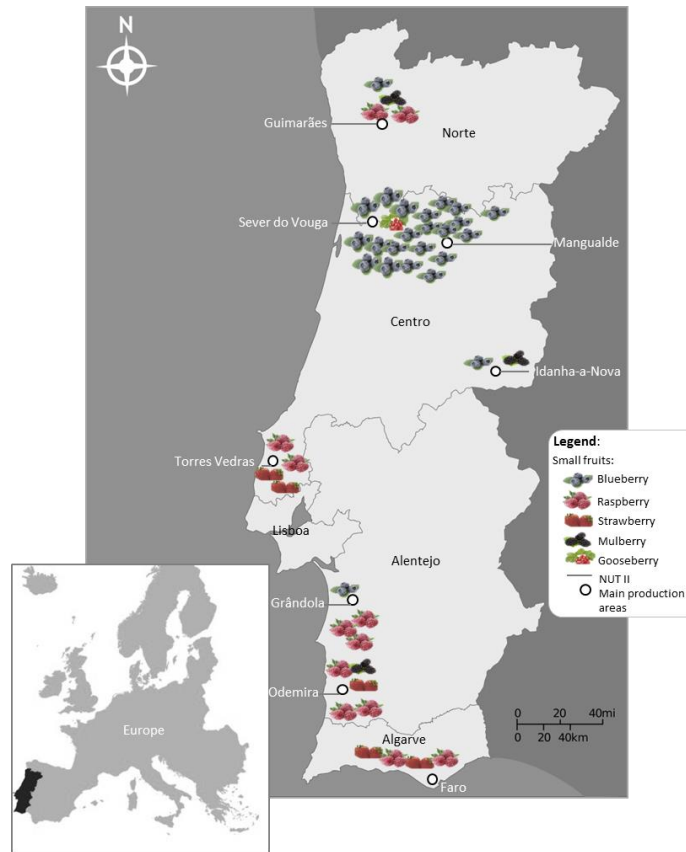 N
Guimarães
Norte
Sever do Vouga
Mangualde
Centro
Idanha-a-Nova
Torres Vedras
Lisboa
Alentejo
Grândola
Odemira
Algarve
Faro
Legend:
Small fruits:
Blueberry
Raspberry
Strawberry
Mulberry
Gooseberry
NUT II
Main production
areas
0 20 40mi
0 20 40km
Europe